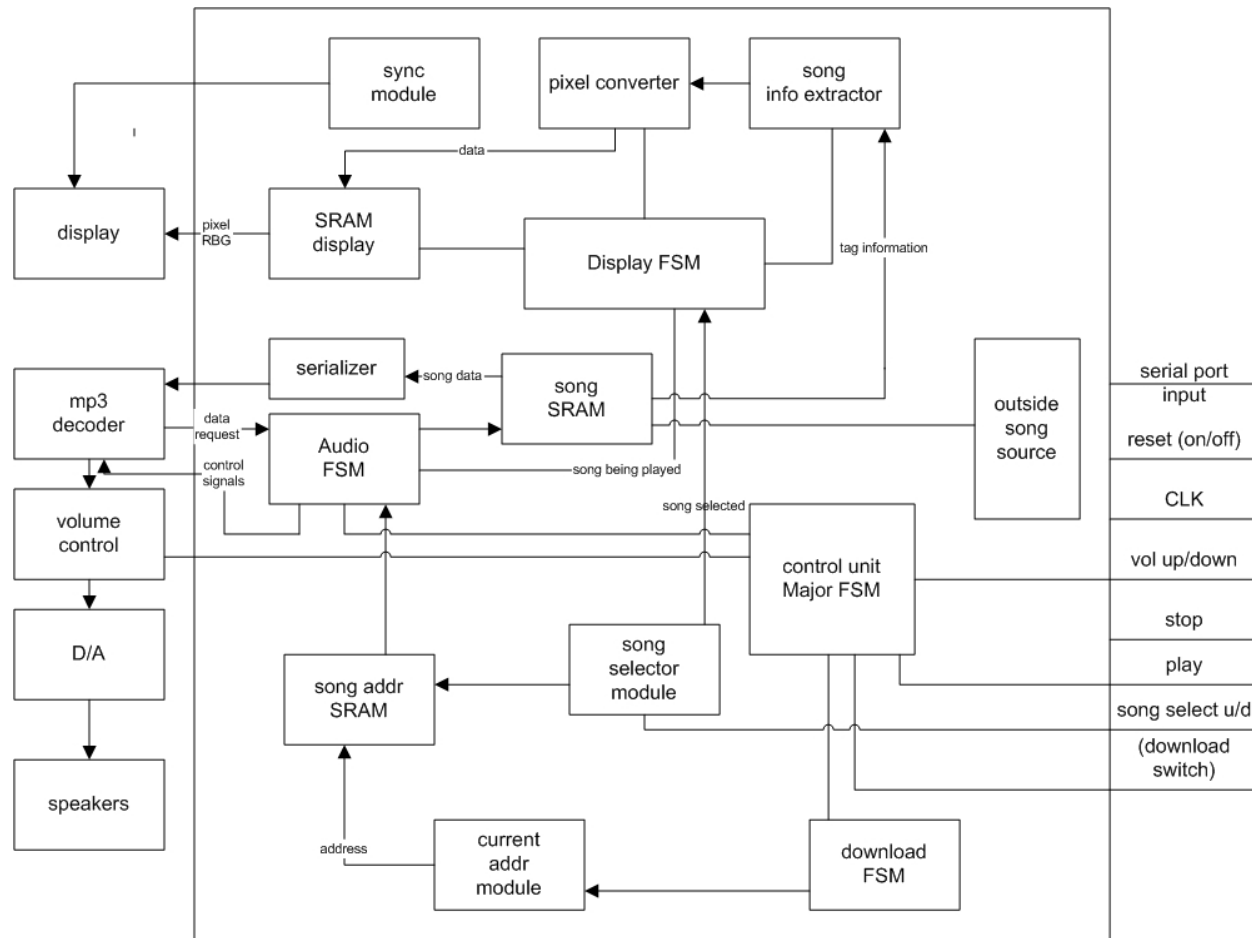 sync
module
pixel converter
song
info extractor
data
display
pixel
RBG
SRAM
display
Display FSM
tag information
serializer
song data
song
SRAM
mp3
decoder
data
request
Audio
FSM
control
signals
song being played
outside
song
source
serial port
input
reset (on/off)
CLK
vol up/down
stop
play
song select u/d
(download
switch)
volume
control
song selected
control unit
Major FSM
D/A
song addr
SRAM
song
selector
module
speakers
address
current
addr
module
download
FSM